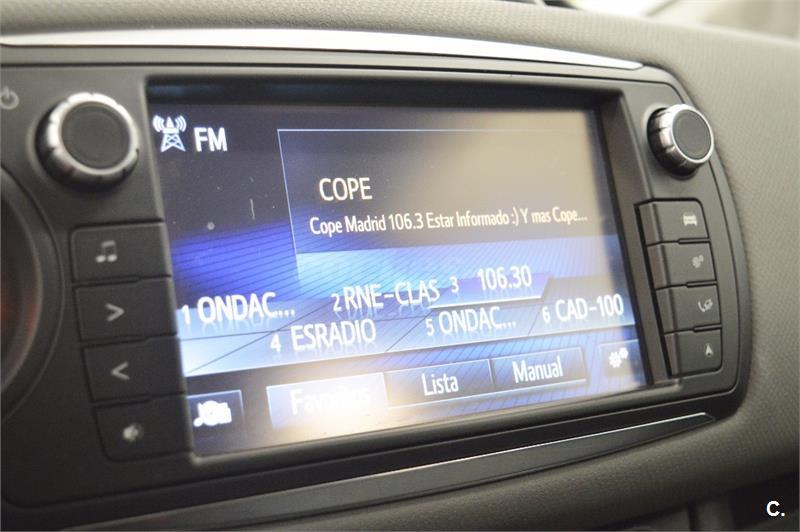 FM
COPE
Cope Madrid 106.3 Estar Informado :) Y mas Cope...
1 ONDAC... 2 RNE-CLAS 3 106.30
4 ESRADIO 5 ONDAC... 6 CAD-100
Favoritos Lista Manual
C.